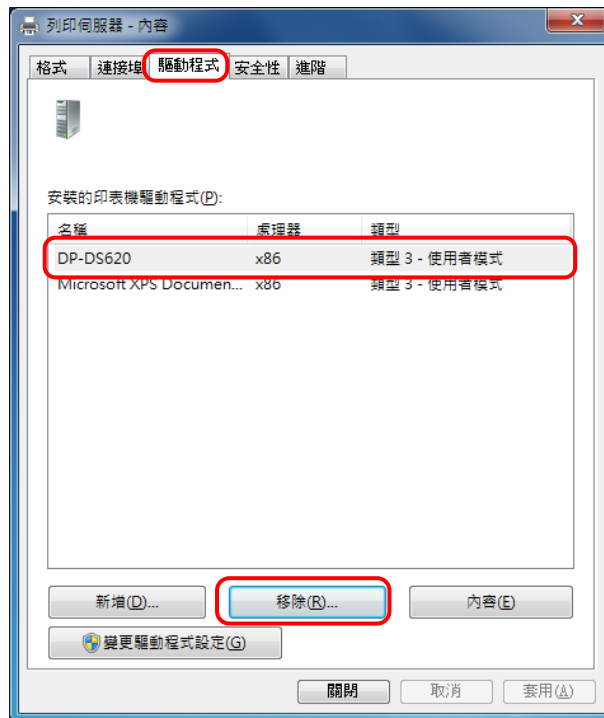 列印伺服器 - 內容
格式 連接埠 驅動程式 安全性 進階
安裝的印表機驅動程式(P):
名稱 處理器 類型
DP-DS620 x86 類型 3 - 使用者模式
Microsoft XPS Documen... x86 類型 3 - 使用者模式
新增(D)... 移除(R)... 內容(E)
變更驅動程式設定(G)
關閉 取消 套用(A)